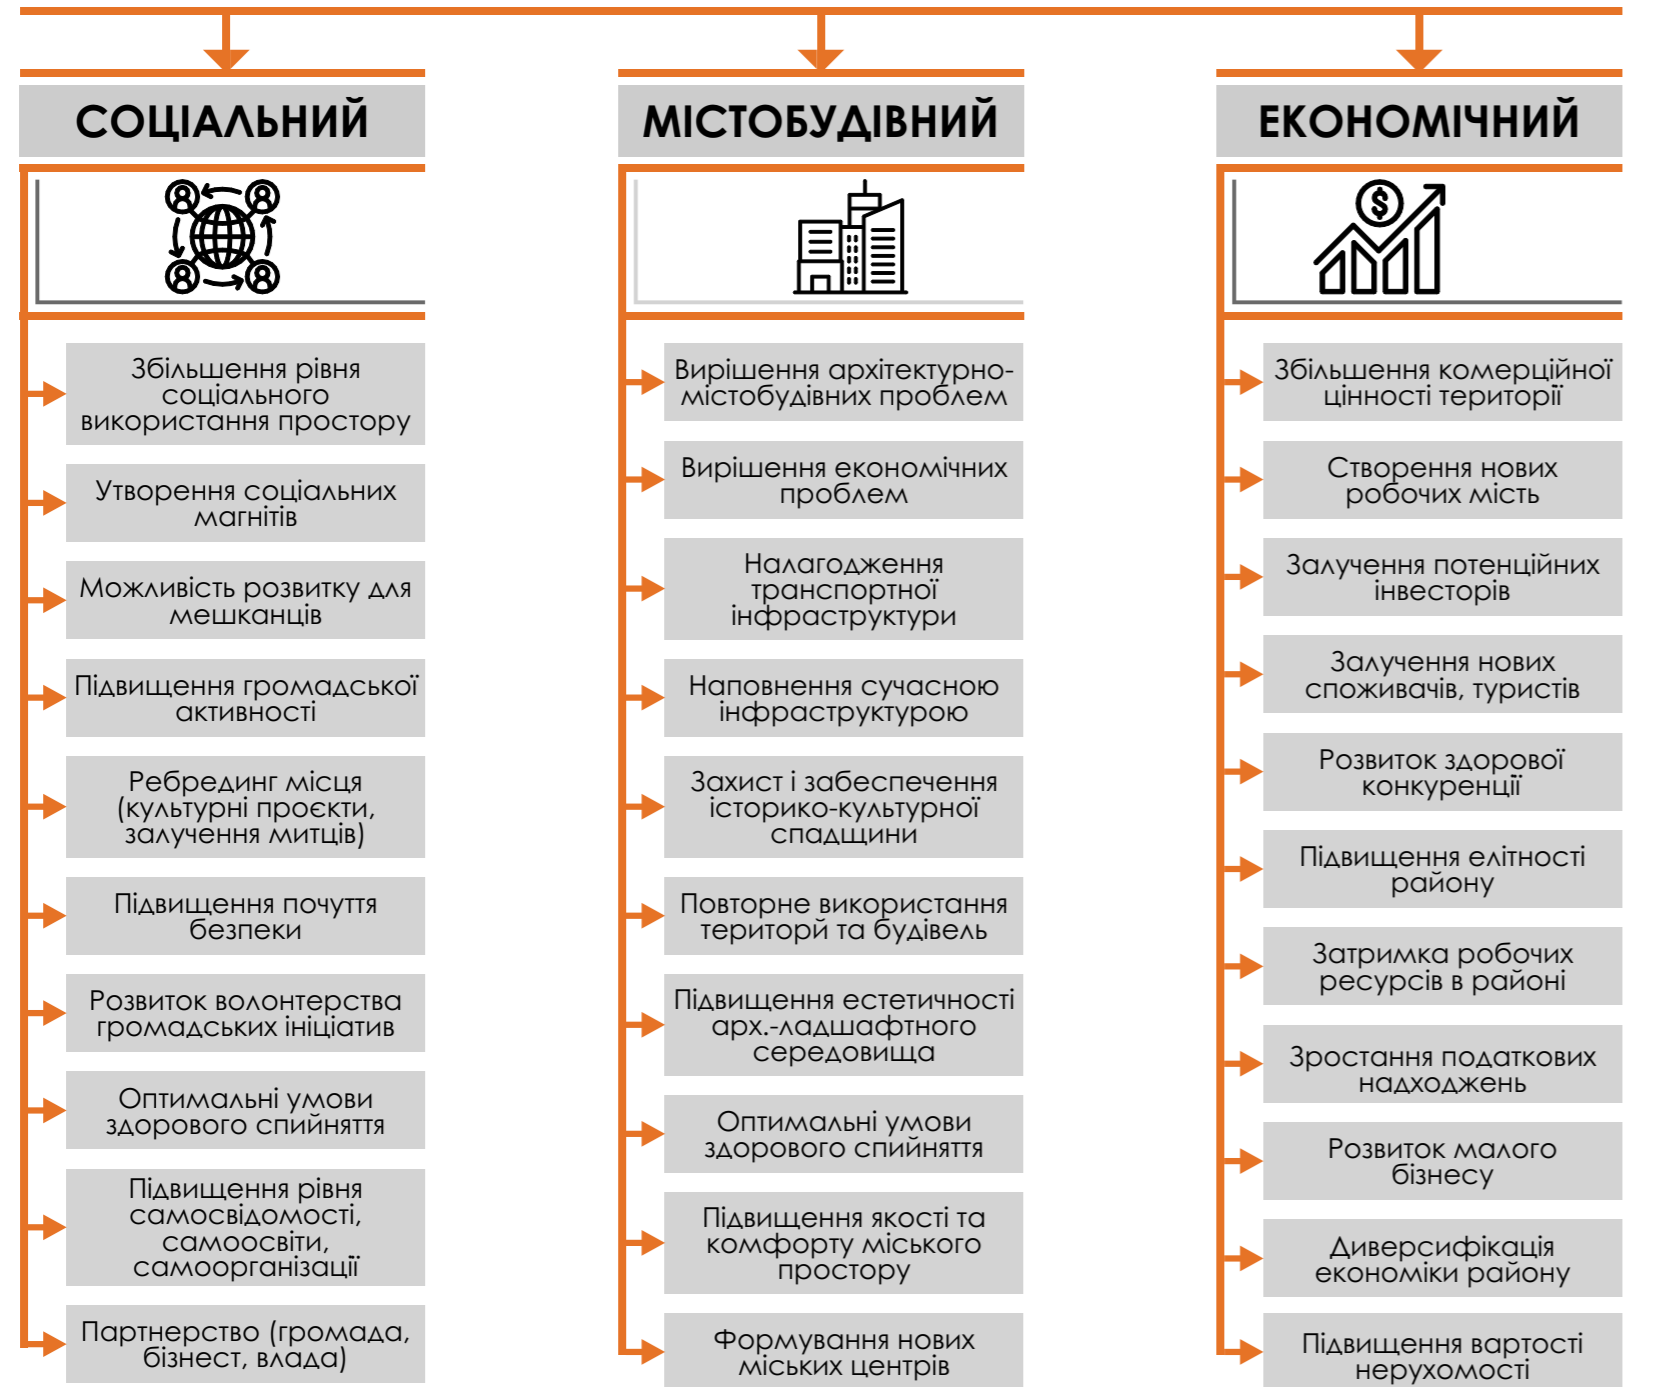 СОЦІАЛЬНИЙ
Збільшення рівня
соціального
використання простору
Утворення соціальних
магнітів
Можливість розвитку для
мешканців
Підвищення громадської
активності
Ребрединг місця
(культурні проєкти,
залучення митців)
Підвищення почуття
безпеки
Розвиток волонтерства
громадських ініціатив
Оптимальні умови
здорового спийняття
Підвищення рівня
самосвідомості,
самоосвіти,
самоорганізації
Партнерство (громада,
бізнест, влада)
МІСТОБУДІВНИЙ
Вирішення архітектурно-
містобудівних проблем
Вирішення економічних
проблем
Налагодження
транспортної
інфраструктури
Наповнення сучасною
інфраструктурою
Захист і забеспечення
історико-культурної
спадщини
Повторне використання
територй та будівель
Підвищення естетичності
арх.-ладшафтного
середовища
Оптимальні умови
здорового спийняття
Підвищення якості та
комфорту міського
простору
Формування нових
міських центрів
ЕКОНОМІЧНИЙ
$
Збільшення комерційної
цінності території
Створення нових
робочих мість
Залучення потенційних
інвесторів
Залучення нових
споживачів, туристів
Розвиток здорової
конкуренції
Підвищення елітності
району
Затримка робочих
ресурсів в районі
Зростання податкових
надходжень
Розвиток малого
бізнесу
Диверсифікація
економіки району
Підвищення вартості
нерухомості